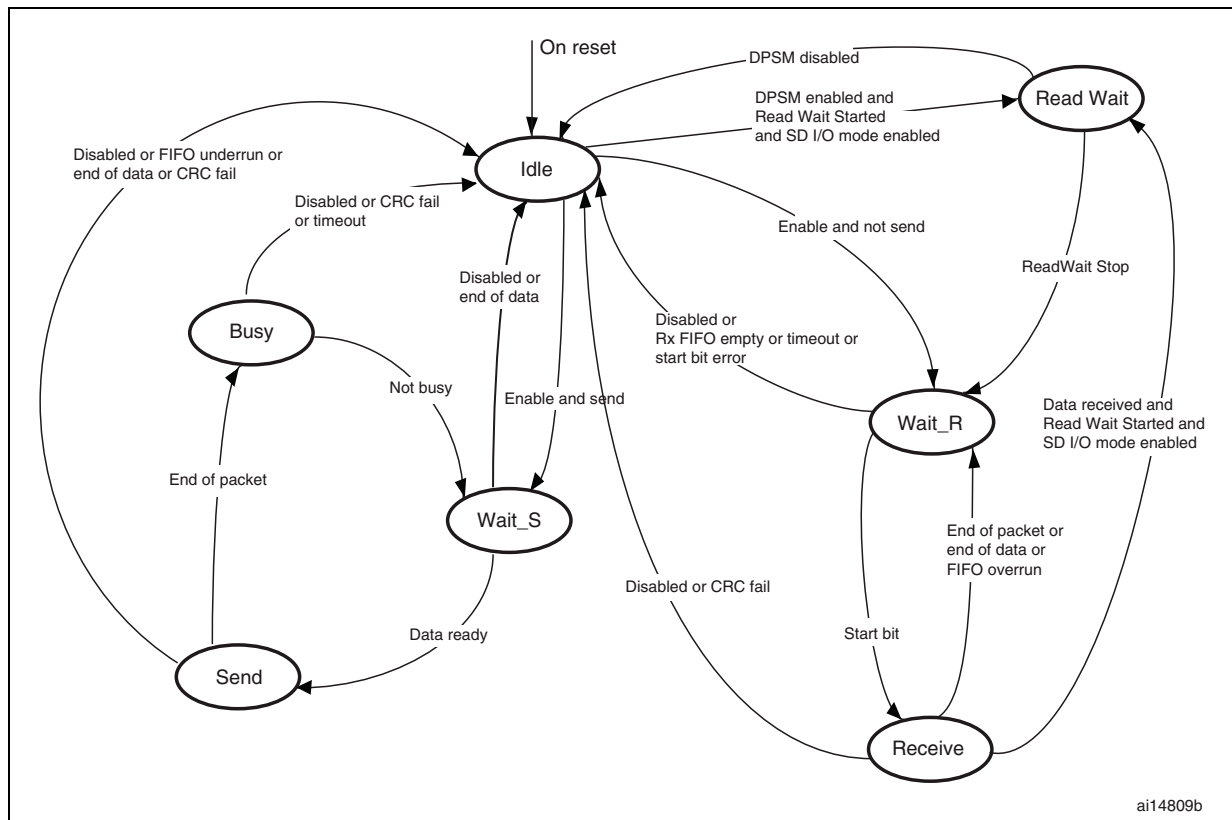 On reset
DPSM disabled
Read Wait
DPSM enabled and
Read Wait Started
and SD I/O mode enabled
Disabled or FIFO underrun or
end of data or CRC fail
Idle
Disabled or CRC fail
or timeout
Enable and not send
Disabled or
end of data
ReadWait Stop
Busy
Disabled or
Rx FIFO empty or timeout or
start bit error
Not busy
Enable and send
Wait_R
Data received and
Read Wait Started and
SD I/O mode enabled
End of packet
Wait_S
End of packet or
end of data or
FIFO overrun
Disabled or CRC fail
Data ready
Start bit
Send
Receive
ai14809b